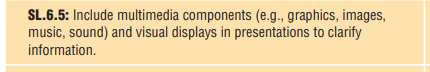 SL.6.5: Include multimedia components (e.g., graphics, images,
music, sound) and visual displays in presentations to clarify
information.